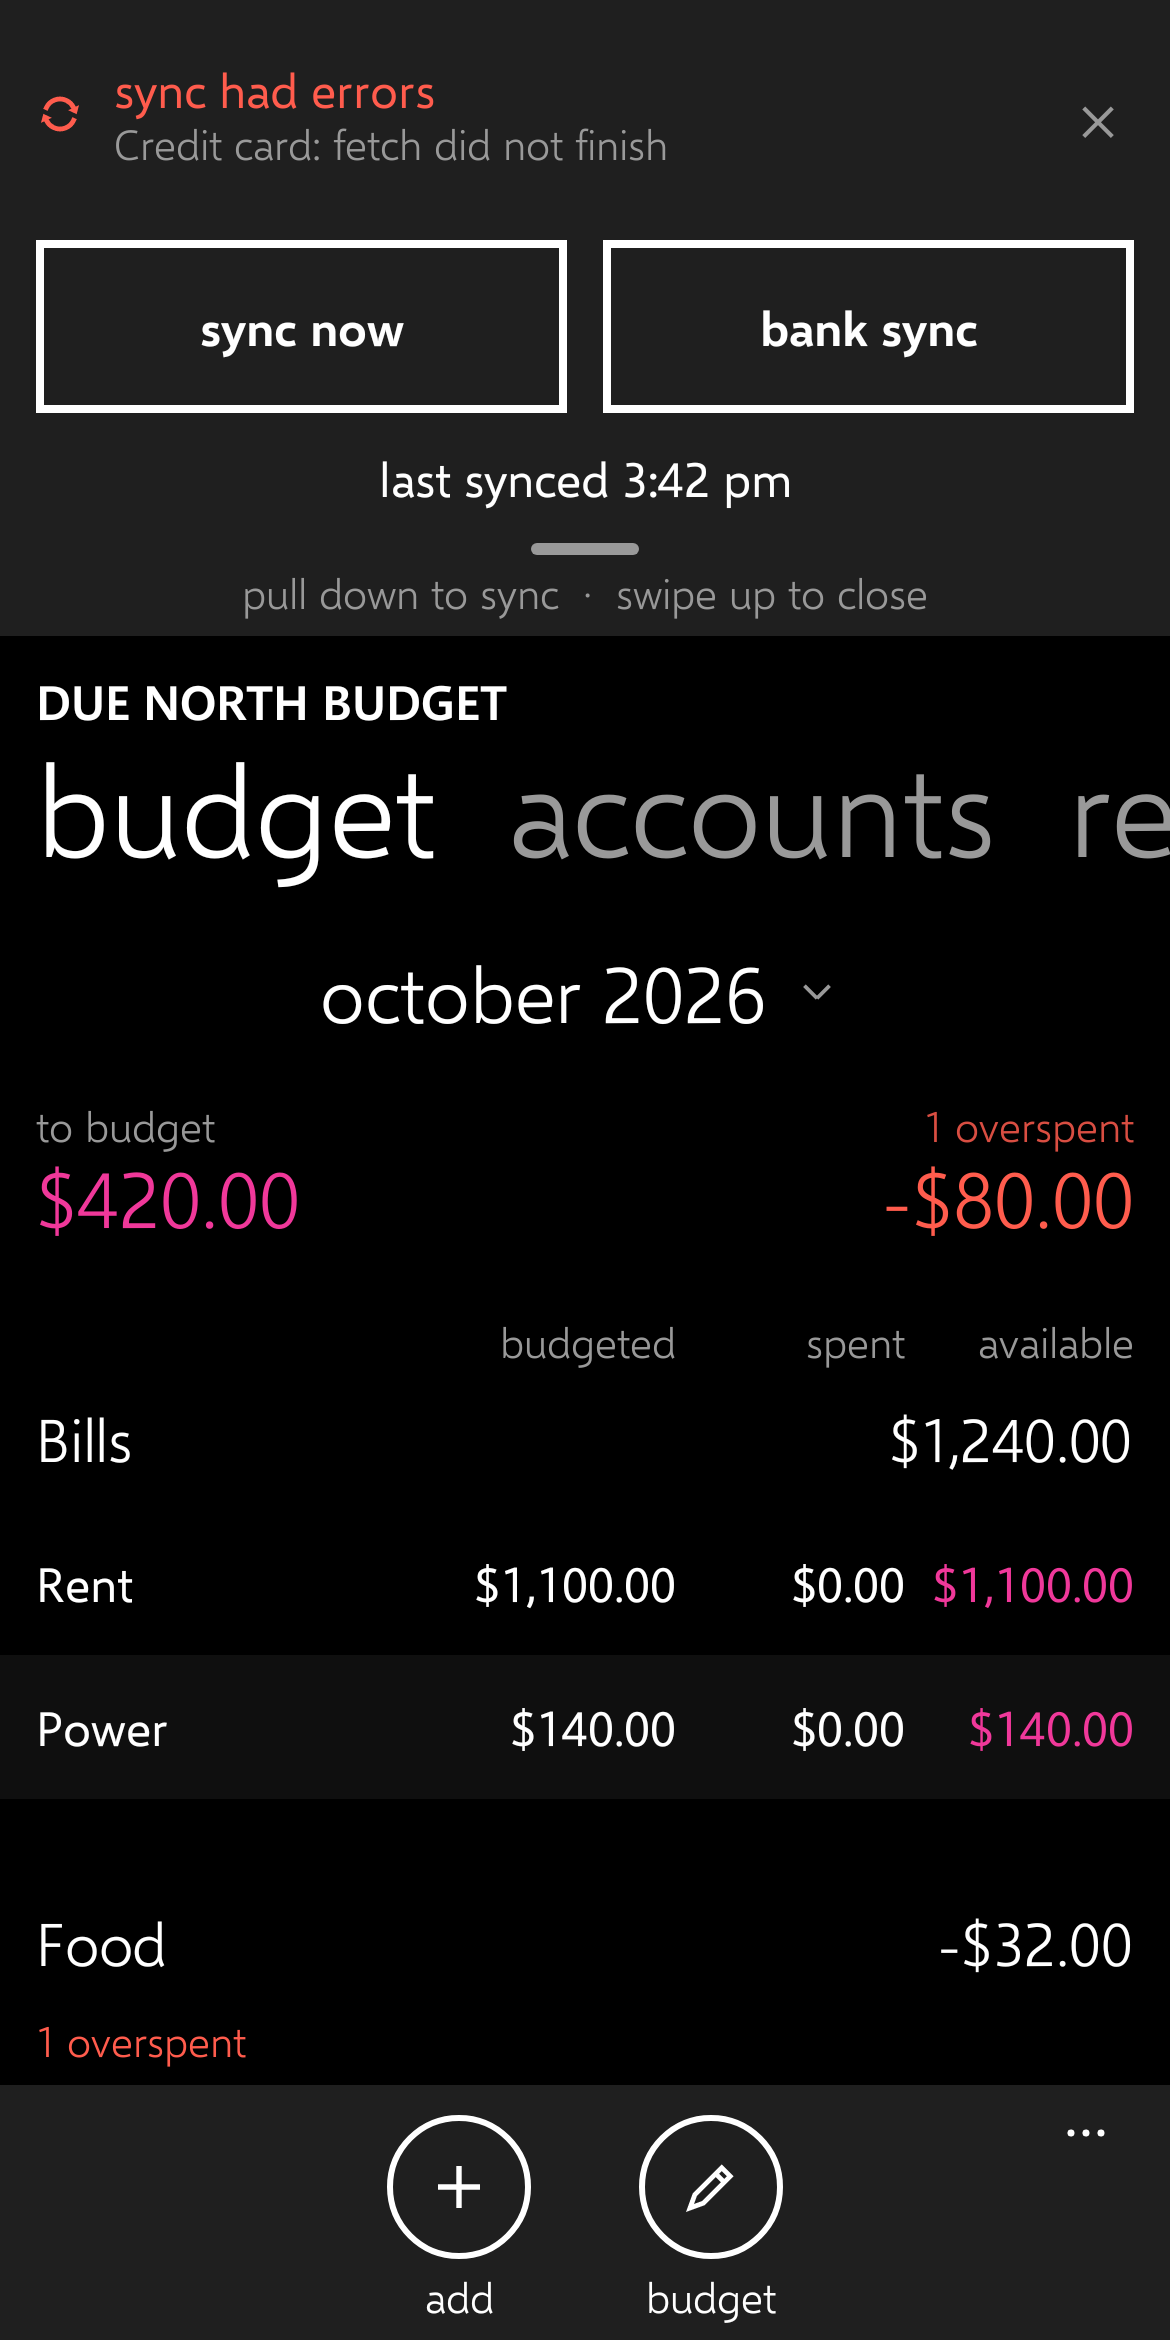 sync had errors
Credit card: fetch did not finish
sync now
bank sync
last synced 3:42 pm
pull down to sync · swipe up to close
DUE NORTH BUDGET
budget accounts re
october 2026
to budget
1 overspent
$420.00
-$80.00
budgeted spent available
Bills $1,240.00
Rent $1,100.00 $0.00 $1,100.00
Power $140.00 $0.00 $140.00
Food -$32.00
1 overspent
add
budget